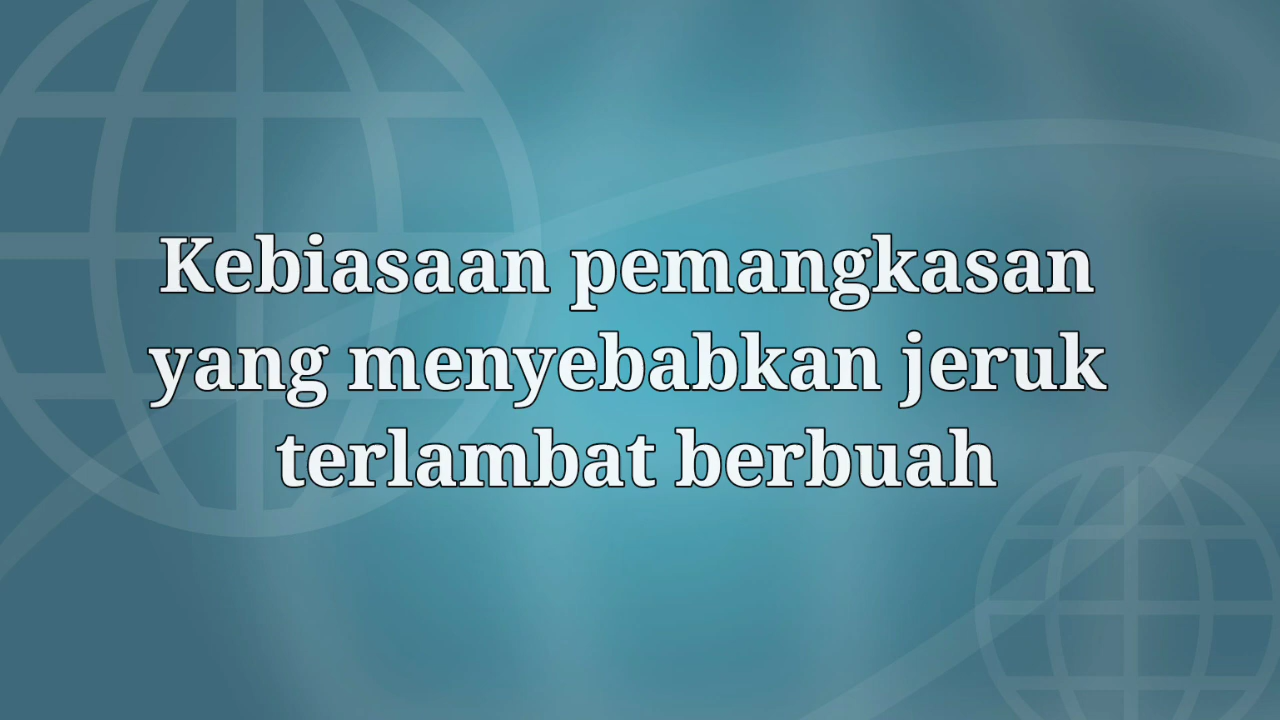 Kebiasaan pemangkasan
yang menyebabkan jeruk
terlambat berbuah